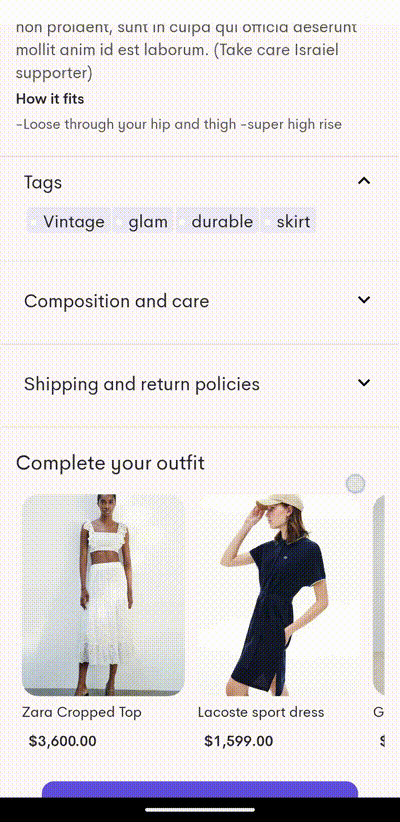 non proident, sunt in culpa qui officia deserunt
mollit anim id est laborum. (Take care Israiel
supporter)
How it fits
-Loose through your hip and thigh -super high rise
Tags
Vintage glam durable skirt
Composition and care
Shipping and return policies
Complete your outfit
Zara Cropped Top Lacoste sport dress G
$3,600.00 $1,599.00 $